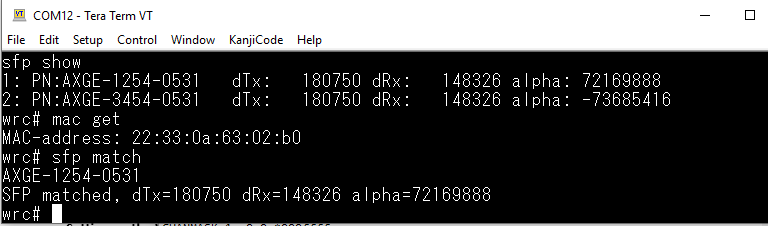 COM12 - Tera Term VT
File Edit Setup Control Window KanjiCode Help
sfp show
1: PN:AXGE-1254-0531 dTx: 180750 dRx: 148326 alpha: 72169888
2: PN:AXGE-3454-0531 dTx: 180750 dRx: 148326 alpha: -73685416
wrc# mac get
MAC-address: 22:33:0a:63:02:b0
wrc# sfp match
AXGE-1254-0531
SFP matched, dTx=180750 dRx=148326 alpha=72169888
wrc#